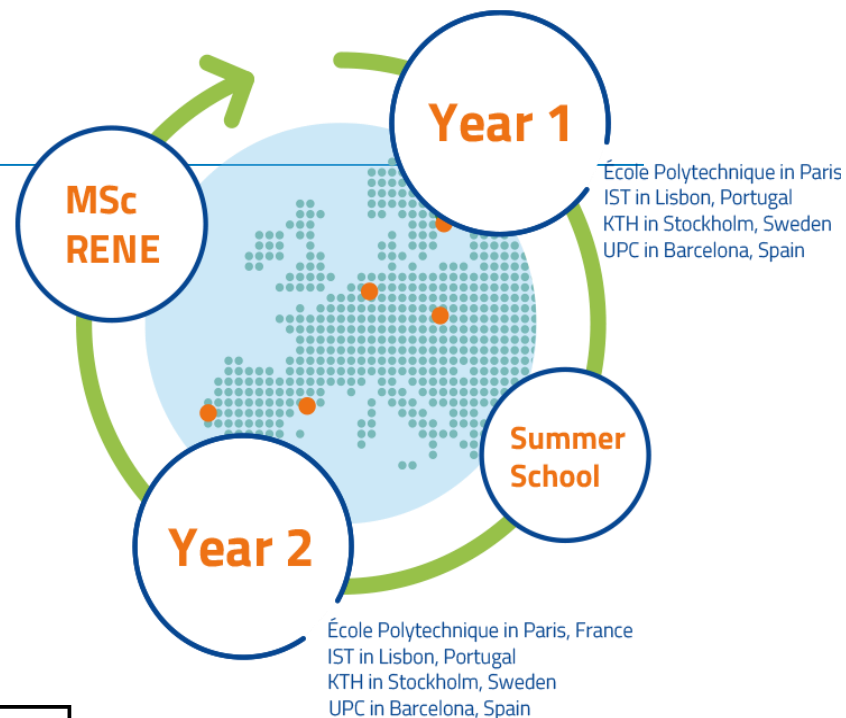 Year 1
École Polytechnique in Paris
IST in Lisbon, Portugal
KTH in Stockholm, Sweden
UPC in Barcelona, Spain
MSc
RENE
Summer
School
Year 2
École Polytechnique in Paris, France
IST in Lisbon, Portugal
KTH in Stockholm, Sweden
UPC in Barcelona, Spain